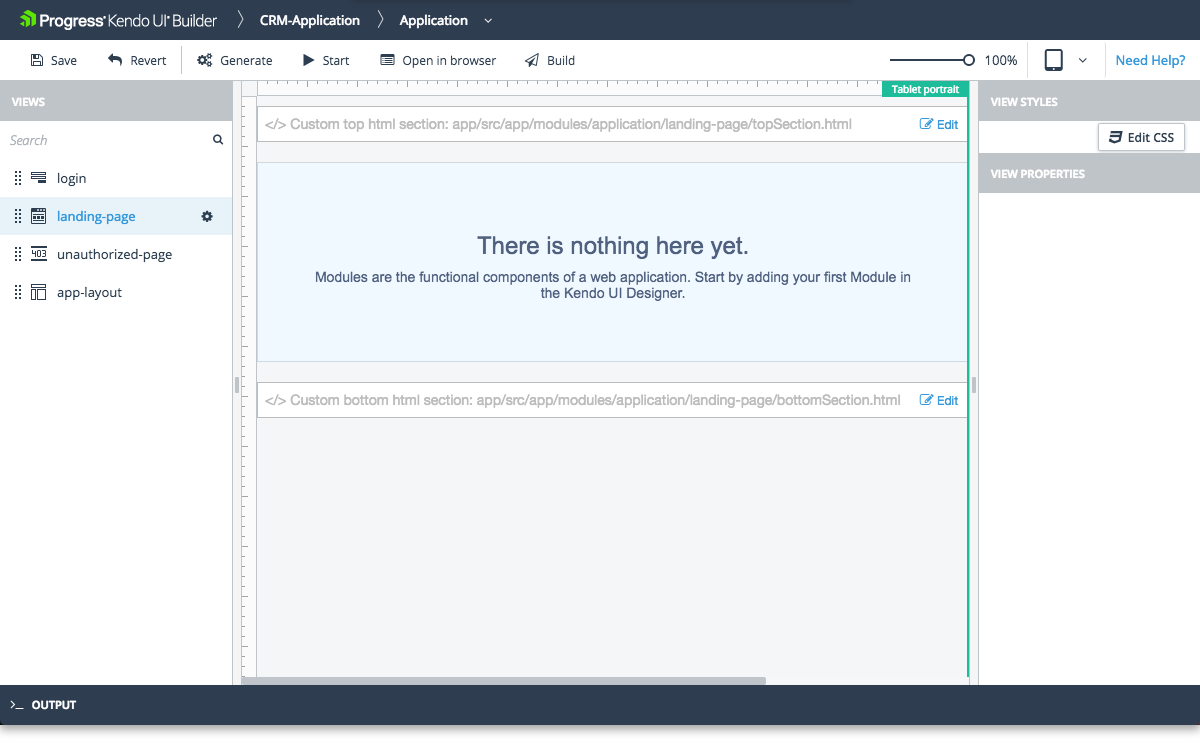 Progress Kendo UI Builder CRM-Application Application
Save Revert Generate Start Open in browser Build 100% Need Help?
VIEWS
Search
login
landing-page
unauthorized-page
403
app-layout
Tablet portrait
</> Custom top html section: app/src/app/modules/application/landing-page/topSection.html Edit
There is nothing here yet.
Modules are the functional components of a web application. Start by adding your first Module in
the Kendo UI Designer.
</> Custom bottom html section: app/src/app/modules/application/landing-page/bottomSection.html Edit
VIEW STYLES
Edit CSS
VIEW PROPERTIES
>_ OUTPUT